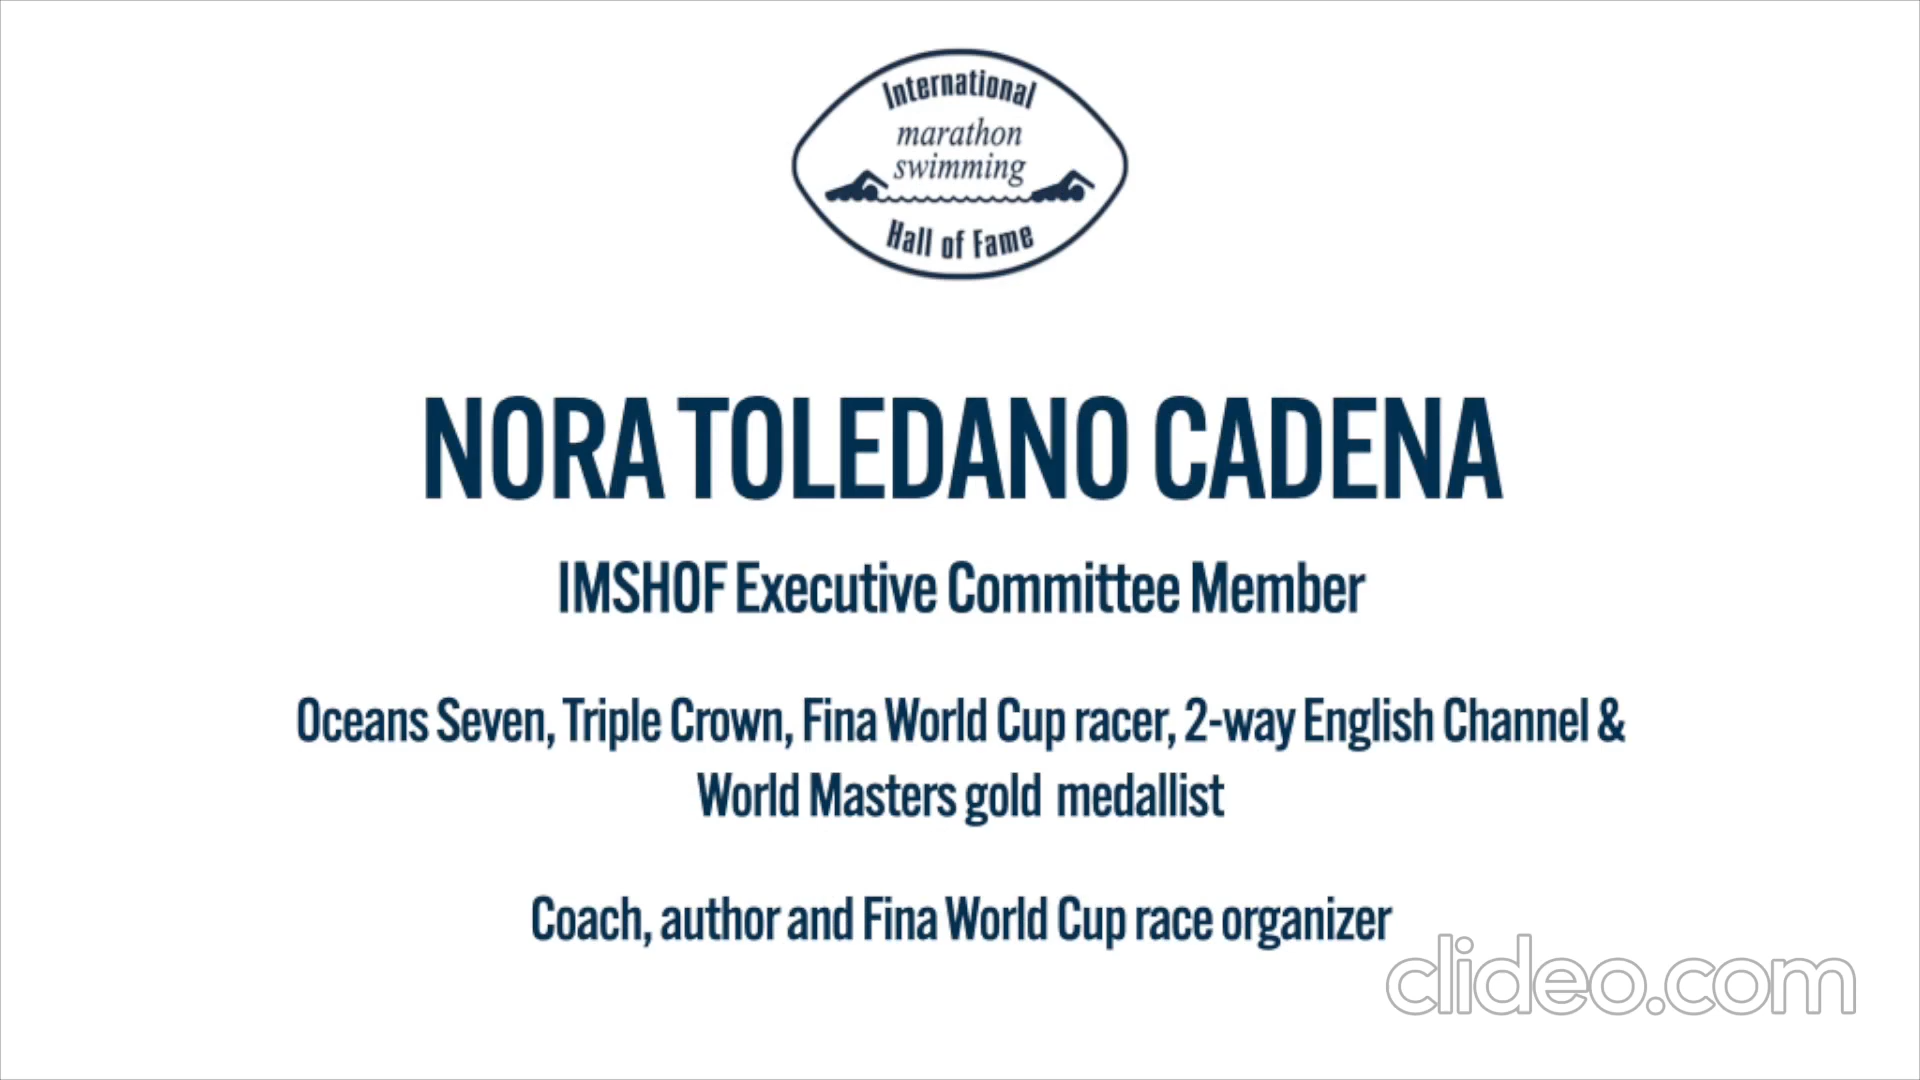 International
marathon
swimming
Hall of Fame
NORA TOLEDANO CADENA
IMSHOF Executive Committee Member
Oceans Seven, Triple Crown, Fina World Cup racer, 2-way English Channel &
World Masters gold medallist
Coach, author and Fina World Cup race organizer
clideo.com